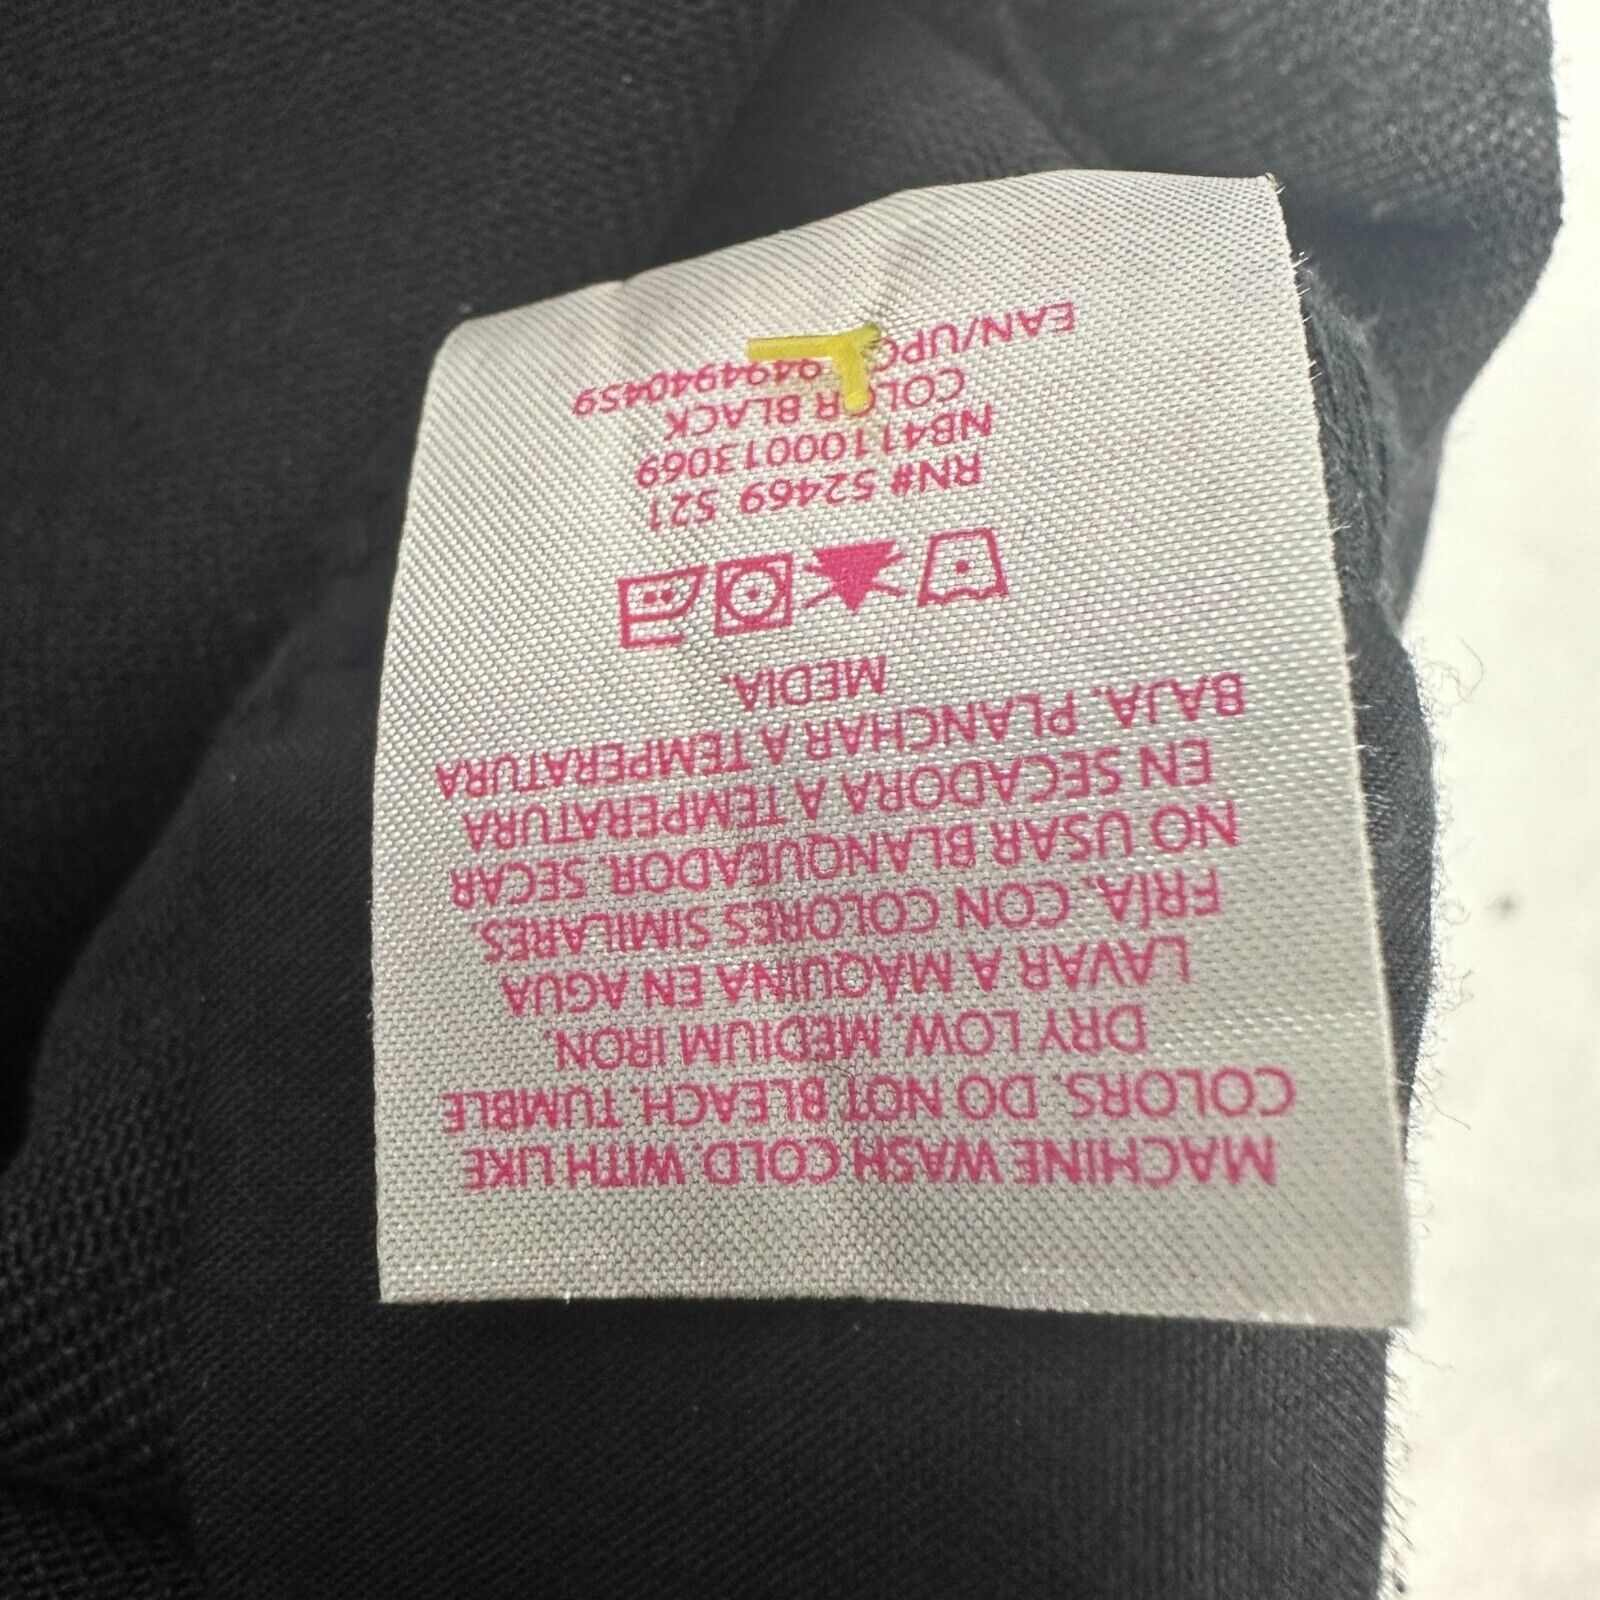 MACHINE WASH COLD. WITH LIKE
COLORS. DO NOT BLEACH. TUMBLE
DRY LOW. MEDIUM IRON.
LAVAR A MÁQUINA EN AGUA
FRÍA. CON COLORES SIMILARES.
NO USAR BLANQUEADOR. SECAR
EN SECADORA A TEMPERATURA
BAJA. PLANCHAR A TEMPERATURA
MEDIA.
RN# 52469 S21
NB41100013069
COLOR BLACK
EAN/UPC